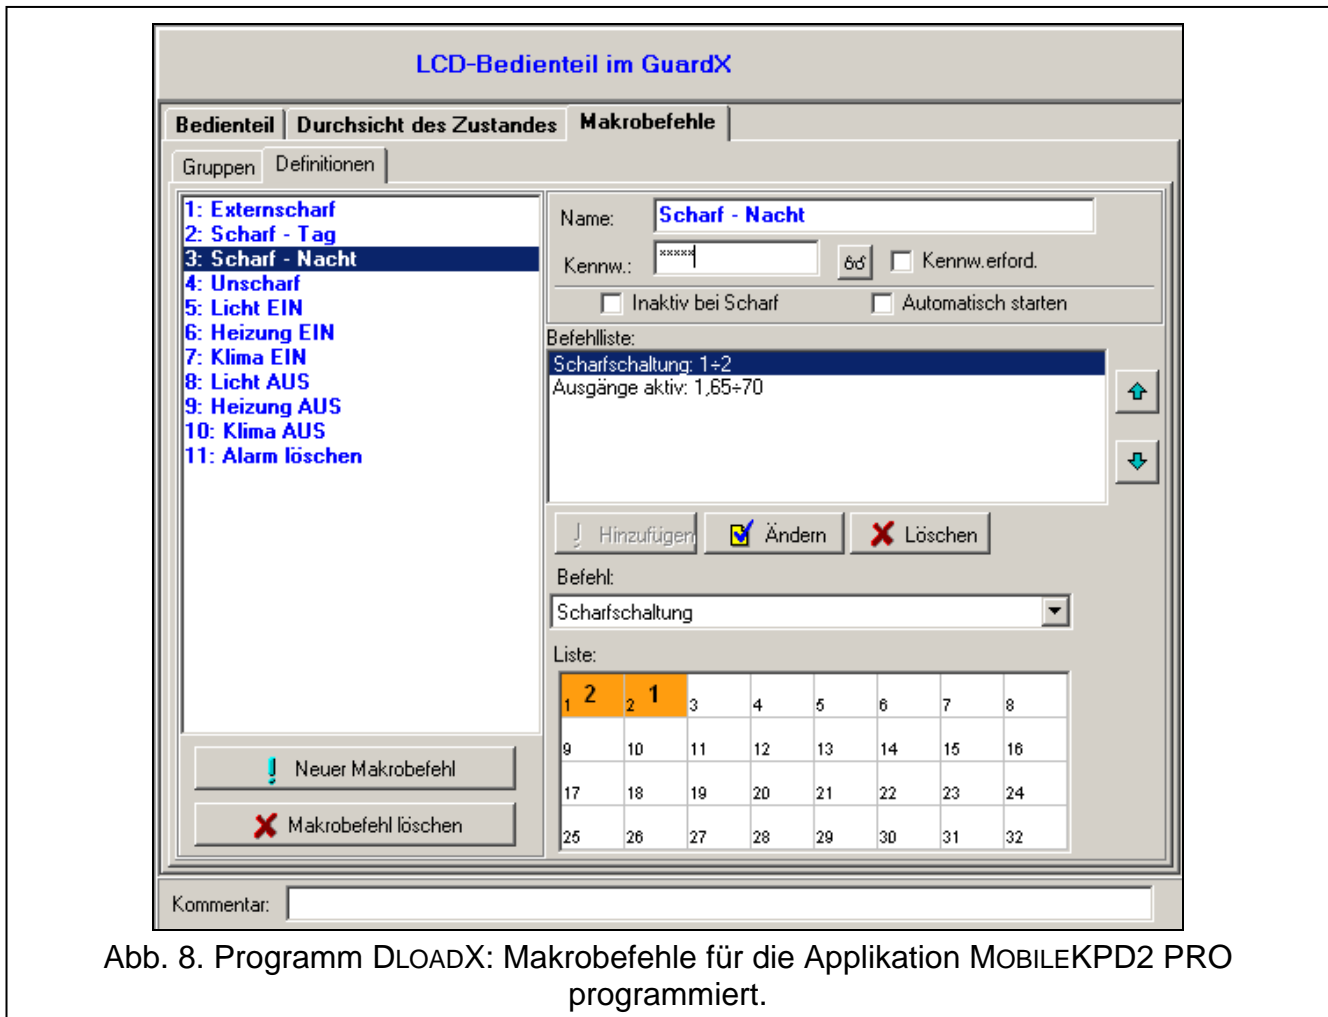 LCD-Bedienteil im GuardX
Bedienteil
Durchsicht des Zustandes
Makrobefehle
Gruppen
Definitionen
1: Externscharf
2: Scharf - Tag
3: Scharf - Nacht
4: Unscharf
5: Licht EIN
6: Heizung EIN
7: Klima EIN
8: Licht AUS
9: Heizung AUS
10: Klima AUS
11: Alarm löschen
Neuer Makrobefehl
Makrobefehl löschen
Name: Scharf - Nacht
Kennw.: ***** Kennw.erford.
Inaktiv bei Scharf
Automatisch starten
Befehlliste:
Scharfschaltung: 1÷2
Ausgänge aktiv: 1,65÷70
Hinzufügen
Ändern
Löschen
Befehl:
Scharfschaltung
Liste:
1 2 2 1 3 4 5 6 7 8
9 10 11 12 13 14 15 16
17 18 19 20 21 22 23 24
25 26 27 28 29 30 31 32
Kommentar:
Abb. 8. Programm DLOADX: Makrobefehle für die Applikation MOBILEKPD2 PRO
programmiert.